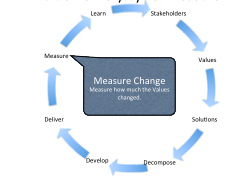 Learn
Stakeholders
Measure
Values
Measure Change
Measure how much the Values
changed.
Deliver
Solutions
Develop
Decompose